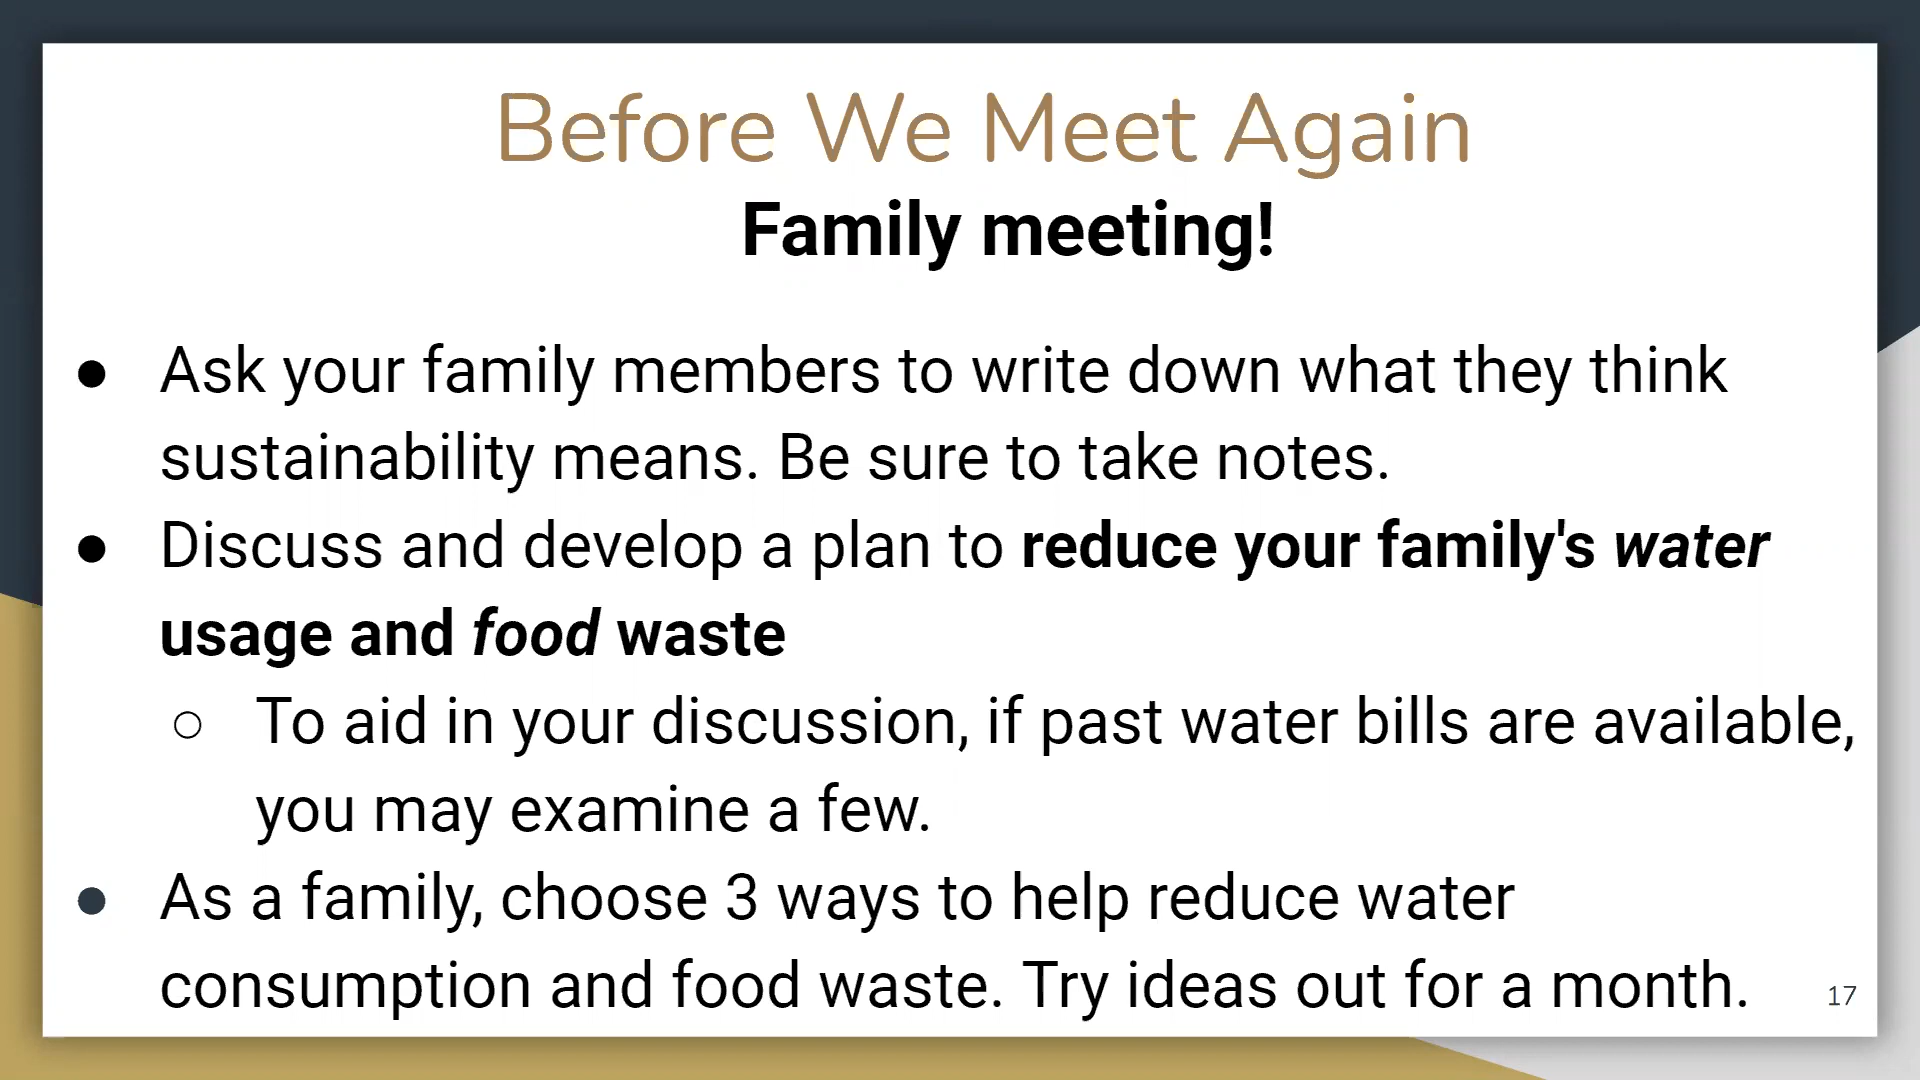 Before We Meet Again
Family meeting!
● Ask your family members to write down what they think
sustainability means. Be sure to take notes.
● Discuss and develop a plan to reduce your family's water
usage and food waste
○ To aid in your discussion, if past water bills are available,
you may examine a few.
● As a family, choose 3 ways to help reduce water
consumption and food waste. Try ideas out for a month.
17